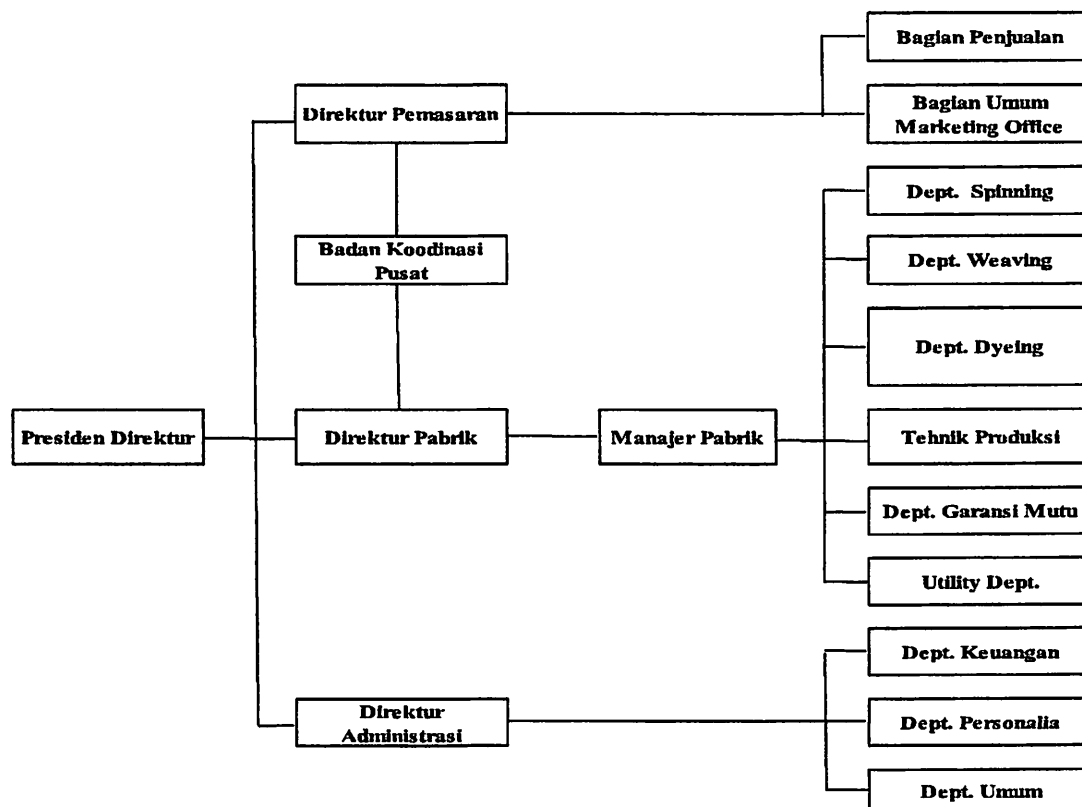 Bagian Penjualan
Direktur Pemasaran
Bagian Umum
Marketing Office
Dept. Spinning
Badan Koodinasi
Pusat
Dept. Weaving
Dept. Dyeing
Presiden Direktur
Direktur Pabrik
Manajer Pabrik
Tehnik Produksi
Dept. Garansi Mutu
Utility Dept.
Dept. Keuangan
Direktur
Administrasi
Dept. Personalia
Dept. Umum